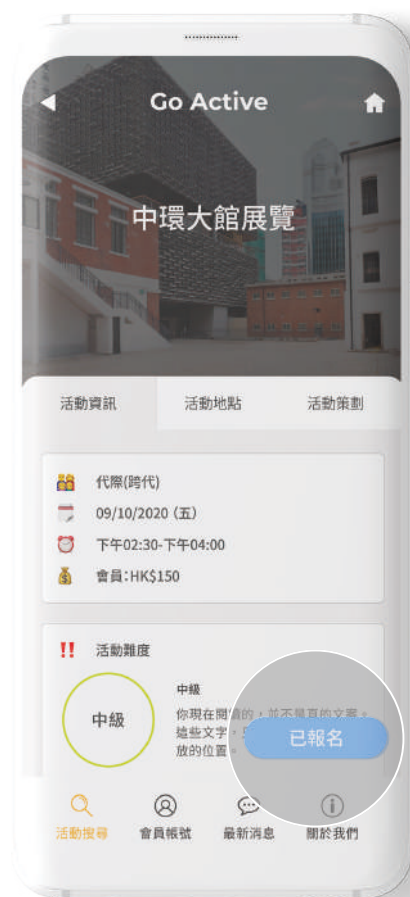 Go Active
中環大館展覽
活動資訊 活動地點 活動策劃
代際(跨代)
09/10/2020 (五)
下午02:30-下午04:00
會員:HK$150
活動難度
中級
中級
你現在閱讀的，並不是真的文案。
這些文字，
放的位置。
已報名
活動搜尋 會員帳號 最新消息 關於我們